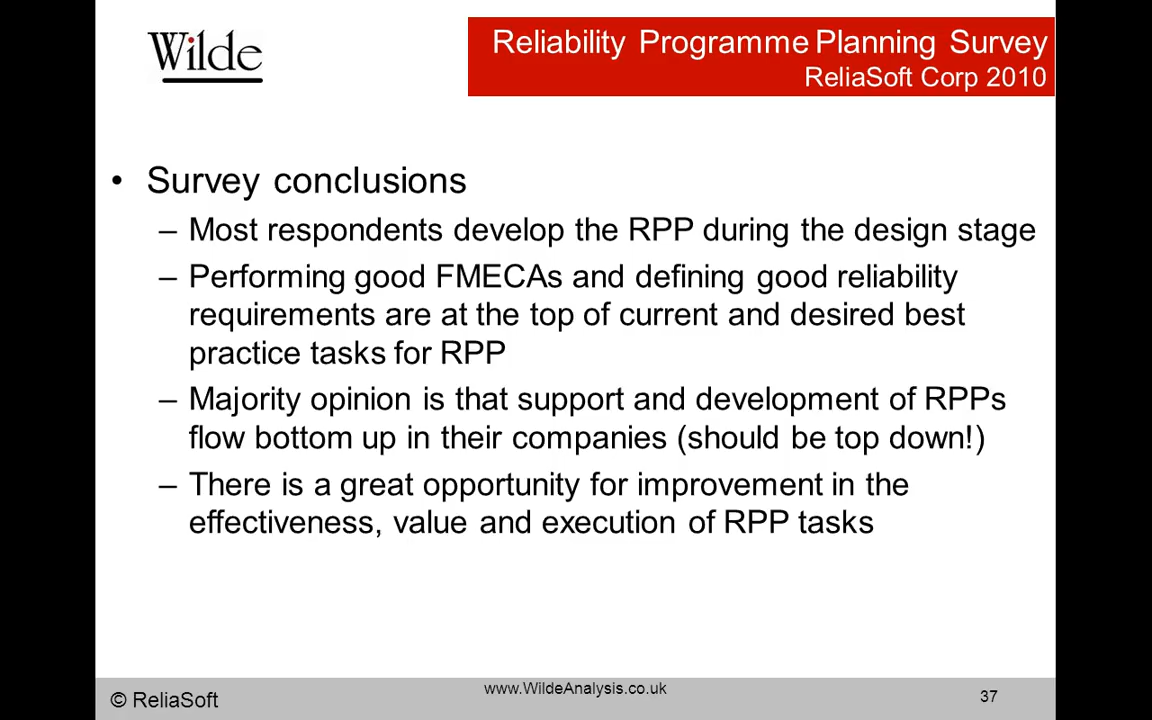 Wilde
Reliability Programme Planning Survey
ReliaSoft Corp 2010
• Survey conclusions
– Most respondents develop the RPP during the design stage
– Performing good FMECAs and defining good reliability
requirements are at the top of current and desired best
practice tasks for RPP
– Majority opinion is that support and development of RPPs
flow bottom up in their companies (should be top down!)
– There is a great opportunity for improvement in the
effectiveness, value and execution of RPP tasks
© ReliaSoft
www.WildeAnalysis.co.uk
37